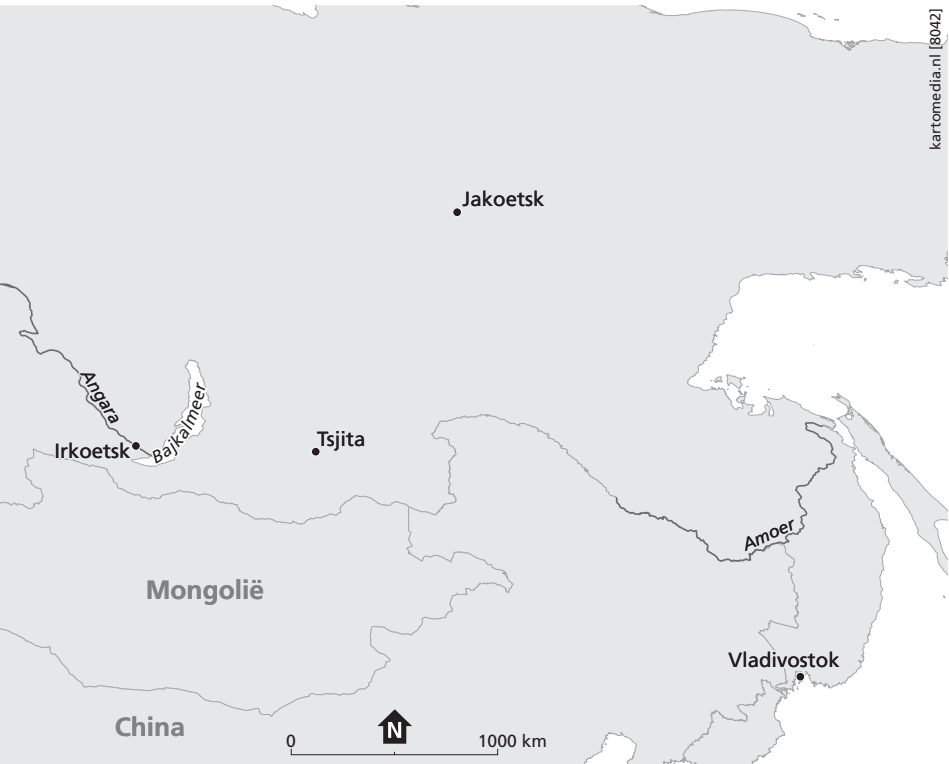 kartomedia.nl [8042]
Jakoetsk
Angara
Bajkalmeer
Irkoetsk
Tsjita
Amoer
Mongolië
Vladivostok
China
N
0 1000 km